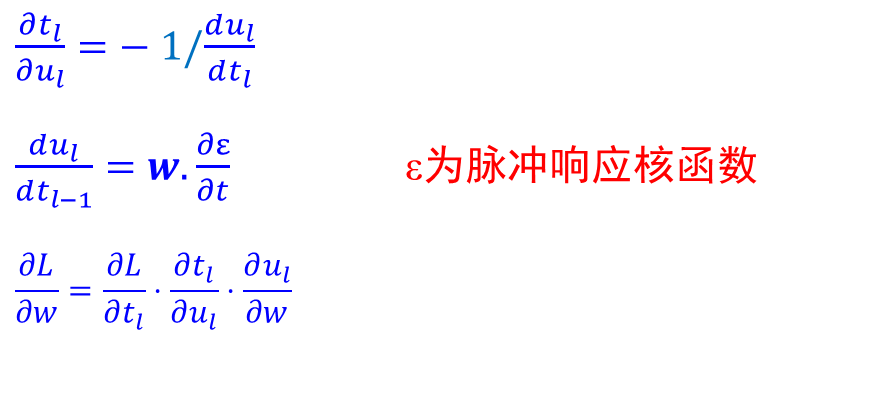 ∂t_l/∂u_l = − 1/ du_l/dt_l
du_l/dt_{l−1} = w. ∂ε/∂t ε为脉冲响应核函数
∂L/∂w = ∂L/∂t_l · ∂t_l/∂u_l · ∂u_l/∂w